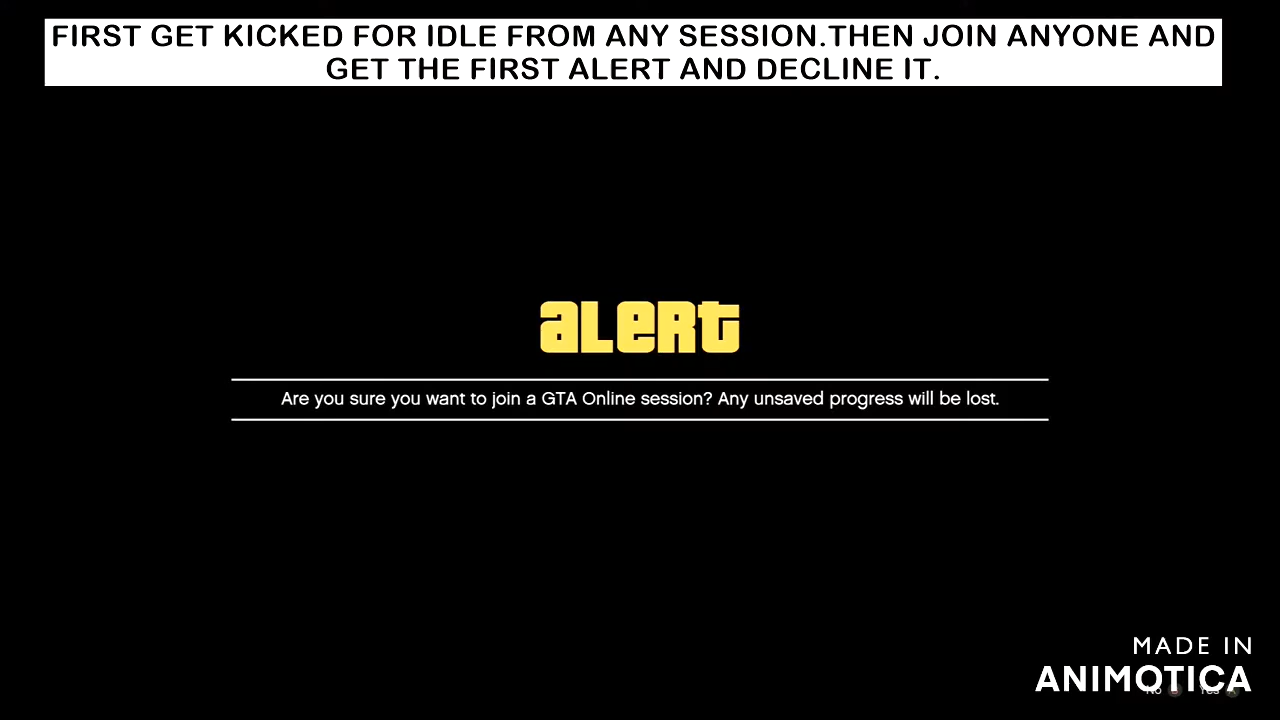 FIRST GET KICKED FOR IDLE FROM ANY SESSION.THEN JOIN ANYONE AND
GET THE FIRST ALERT AND DECLINE IT.
alert
Are you sure you want to join a GTA Online session? Any unsaved progress will be lost.
MADE IN
ANIMOTICA
No Yes